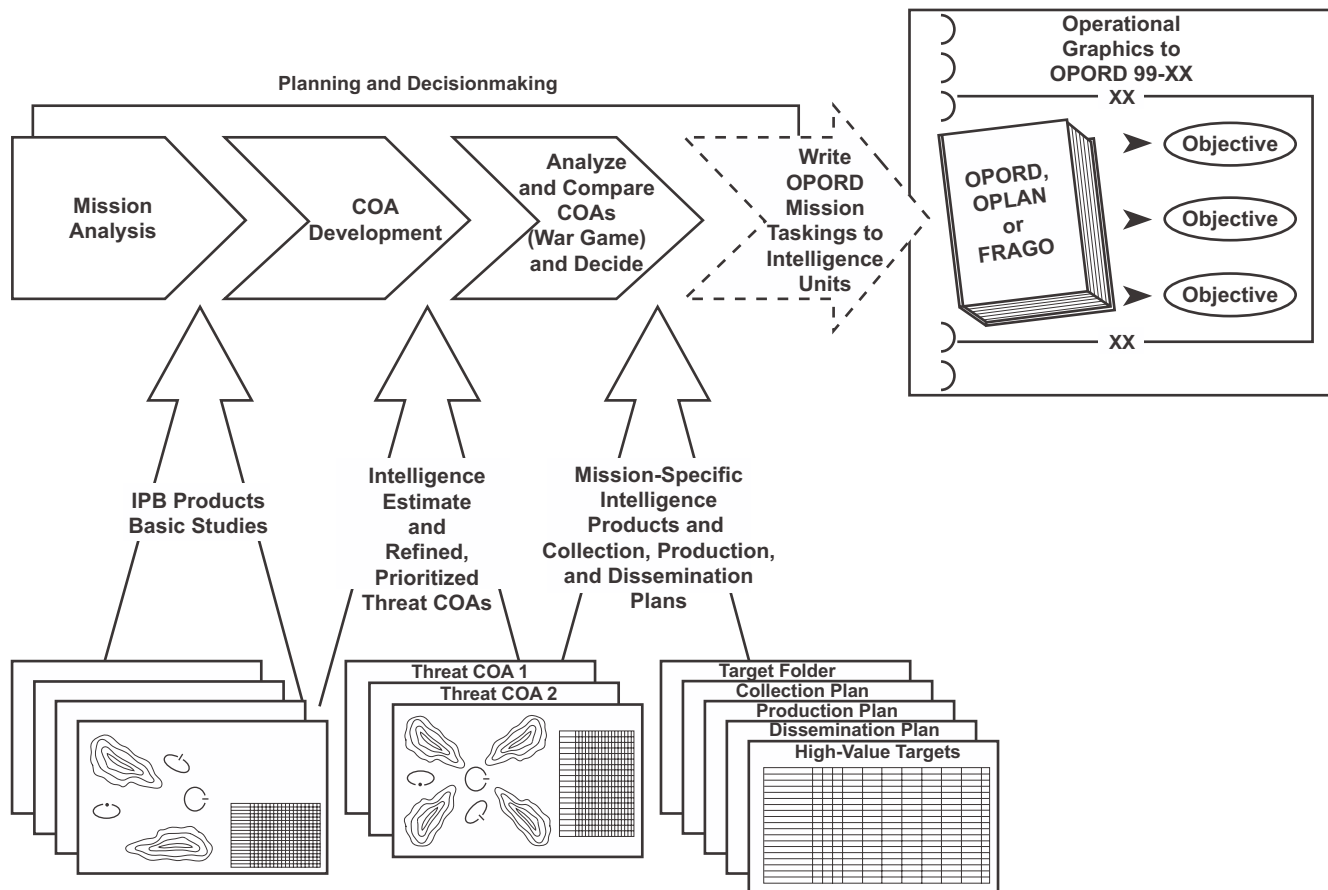 Planning and Decisionmaking
Mission
Analysis
COA
Development
Analyze
and Compare
COAs
(War Game)
and Decide
Write
OPORD
Mission
Taskings to
Intelligence
Units
Operational
Graphics to
OPORD 99-XX
XX
OPORD,
OPLAN
or
FRAGO
Objective
Objective
Objective
XX
IPB Products
Basic Studies
Intelligence
Estimate
and
Refined,
Prioritized
Threat COAs
Mission-Specific
Intelligence
Products and
Collection, Production,
and Dissemination
Plans
Threat COA 1
Threat COA 2
Target Folder
Collection Plan
Production Plan
Dissemination Plan
High-Value Targets